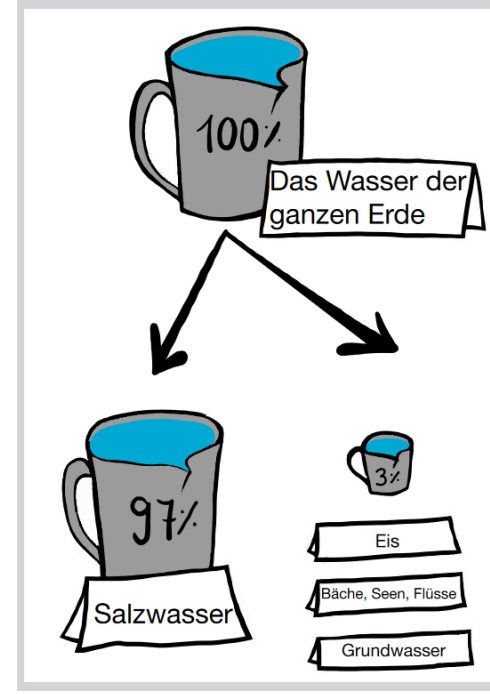 100%
Das Wasser der
ganzen Erde
97%
Salzwasser
3%
Eis
Bäche, Seen, Flüsse
Grundwasser